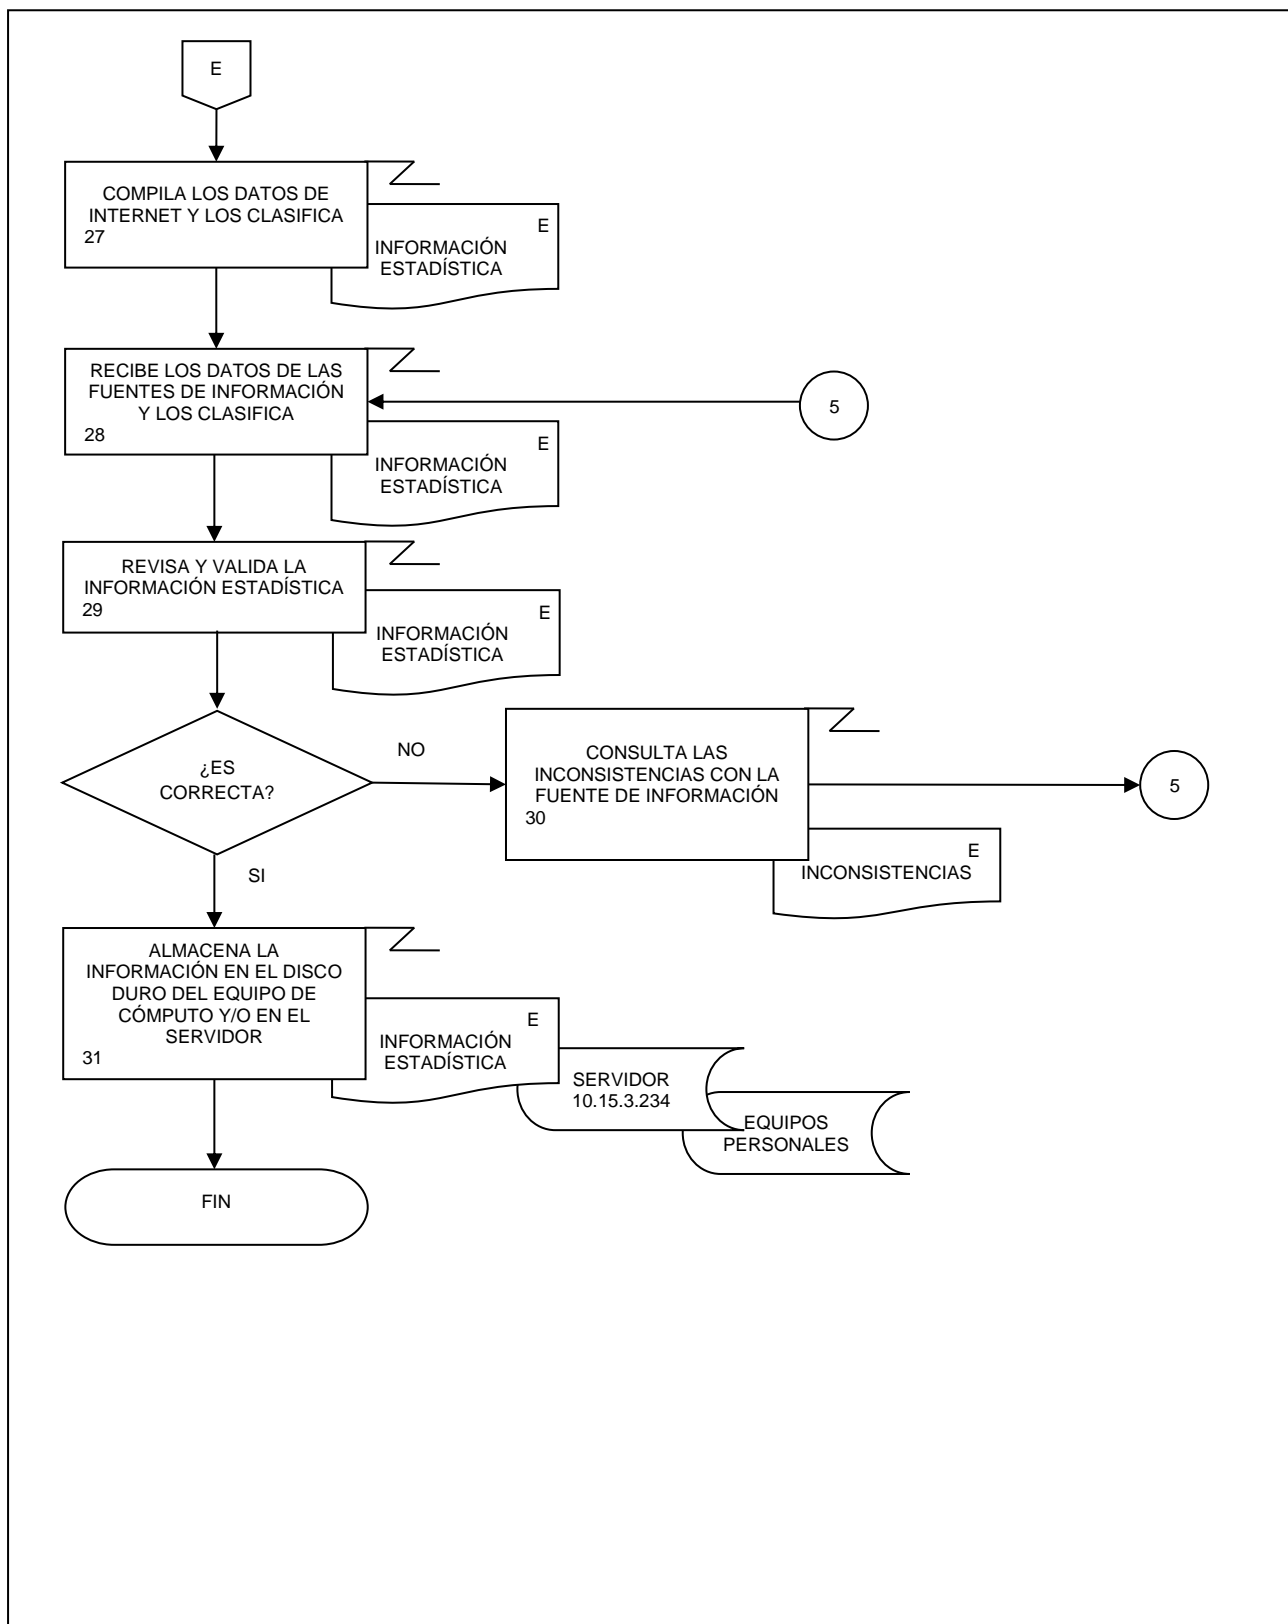 E
COMPILA LOS DATOS DE
INTERNET Y LOS CLASIFICA
27
E
INFORMACIÓN
ESTADÍSTICA
RECIBE LOS DATOS DE LAS
FUENTES DE INFORMACIÓN
Y LOS CLASIFICA
28
5
E
INFORMACIÓN
ESTADÍSTICA
REVISA Y VALIDA LA
INFORMACIÓN ESTADÍSTICA
29
E
INFORMACIÓN
ESTADÍSTICA
¿ES
CORRECTA?
NO
CONSULTA LAS
INCONSISTENCIAS CON LA
FUENTE DE INFORMACIÓN
30
5
E
INCONSISTENCIAS
SI
ALMACENA LA
INFORMACIÓN EN EL DISCO
DURO DEL EQUIPO DE
CÓMPUTO Y/O EN EL
SERVIDOR
31
E
INFORMACIÓN
ESTADÍSTICA
SERVIDOR
10.15.3.234
EQUIPOS
PERSONALES
FIN